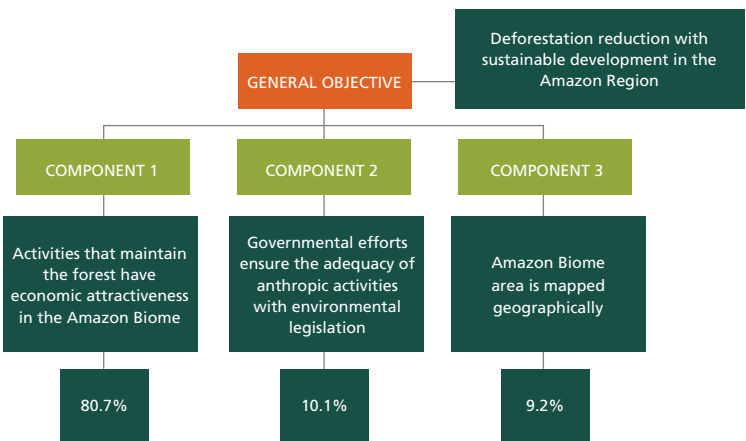 Deforestation reduction with
sustainable development in the
Amazon Region
GENERAL OBJECTIVE
COMPONENT 1
COMPONENT 2
COMPONENT 3
Activities that maintain
the forest have
economic attractiveness
in the Amazon Biome
Governmental efforts
ensure the adequacy of
anthropic activities
with environmental
legislation
Amazon Biome
area is mapped
geographically
80.7%
10.1%
9.2%